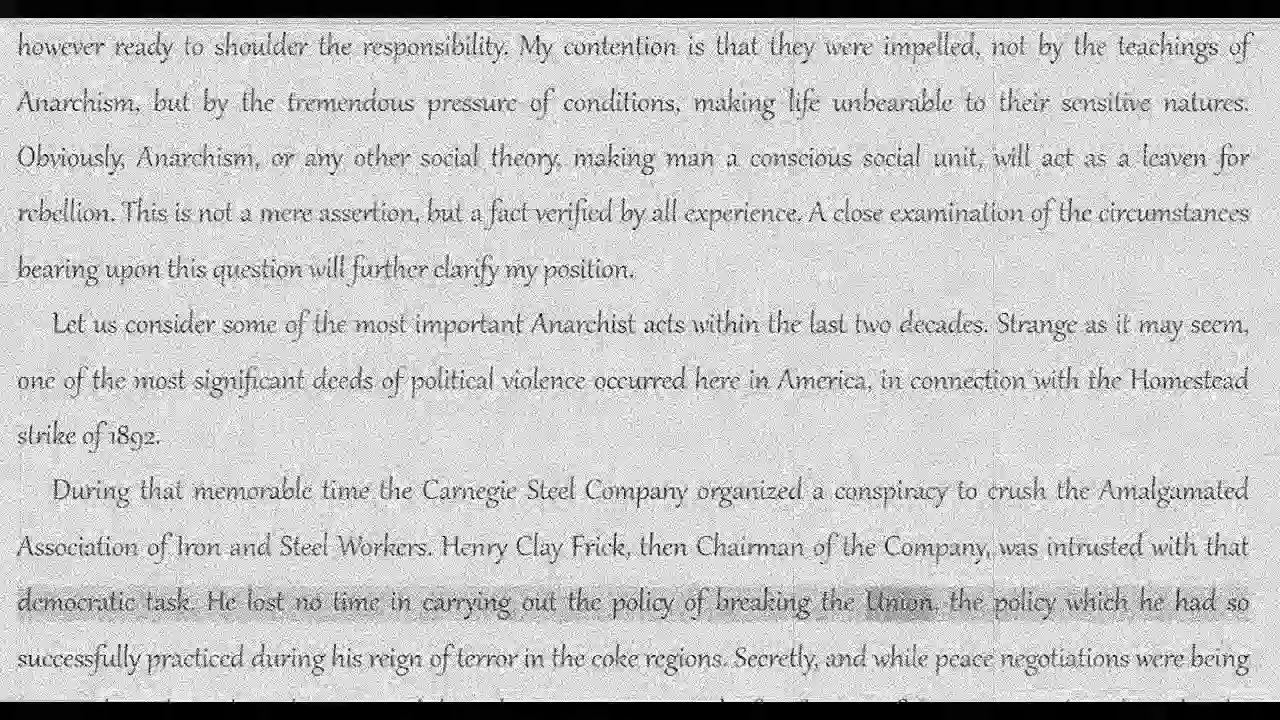 however ready to shoulder the responsibility. My contention is that they were impelled, not by the teachings of
Anarchism, but by the tremendous pressure of conditions, making life unbearable to their sensitive natures.
Obviously, Anarchism, or any other social theory, making man a conscious social unit, will act as a leaven for
rebellion. This is not a mere assertion, but a fact verified by all experience. A close examination of the circumstances
bearing upon this question will further clarify my position.
Let us consider some of the most important Anarchist acts within the last two decades. Strange as it may seem,
one of the most significant deeds of political violence occurred here in America, in connection with the Homestead
strike of 1892.
During that memorable time the Carnegie Steel Company organized a conspiracy to crush the Amalgamated
Association of Iron and Steel Workers. Henry Clay Frick, then Chairman of the Company, was intrusted with that
democratic task. He lost no time in carrying out the policy of breaking the Union, the policy which he had so
successfully practiced during his reign of terror in the coke regions. Secretly, and while peace negotiations were being